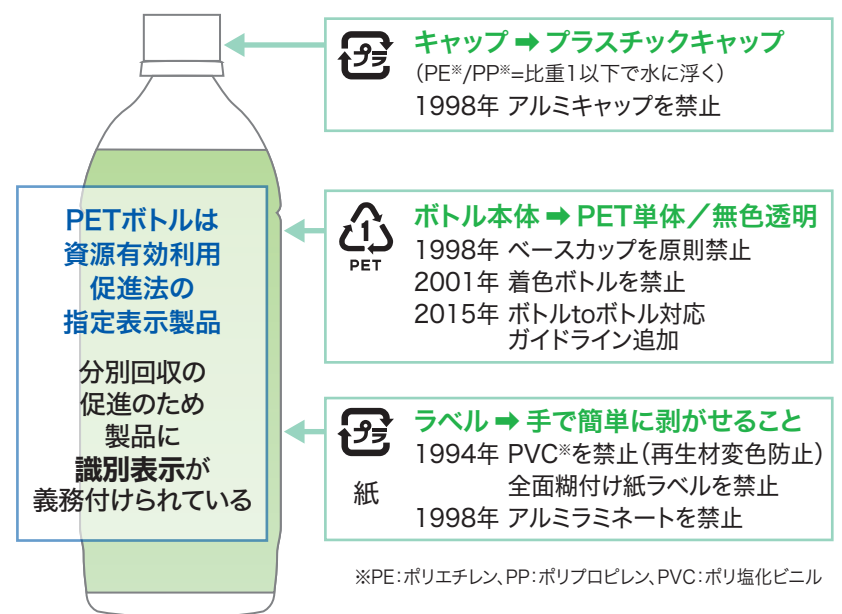 プラ
キャップ ➡ プラスチックキャップ
（PE※/PP※=比重1以下で水に浮く）
1998年 アルミキャップを禁止
PETボトルは
資源有効利用
促進法の
指定表示製品
分別回収の
促進のため
製品に
識別表示が
義務付けられている
1
PET
ボトル本体 ➡ PET単体／無色透明
1998年 ベースカップを原則禁止
2001年 着色ボトルを禁止
2015年 ボトルtoボトル対応
ガイドライン追加
プラ
紙
ラベル ➡ 手で簡単に剥がせること
1994年 PVC※を禁止（再生材変色防止）
全面糊付け紙ラベルを禁止
1998年 アルミラミネートを禁止
※PE：ポリエチレン、PP：ポリプロピレン、PVC：ポリ塩化ビニル